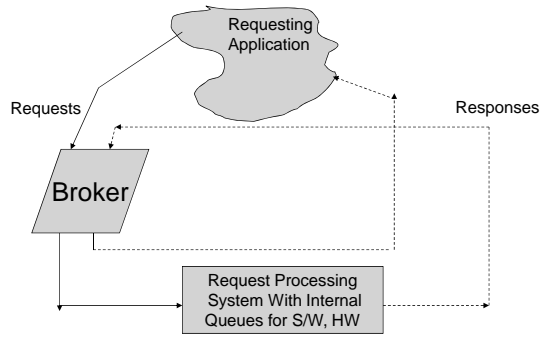 Requesting
Application
Requests
Responses
Broker
Request Processing
System With Internal
Queues for S/W, HW